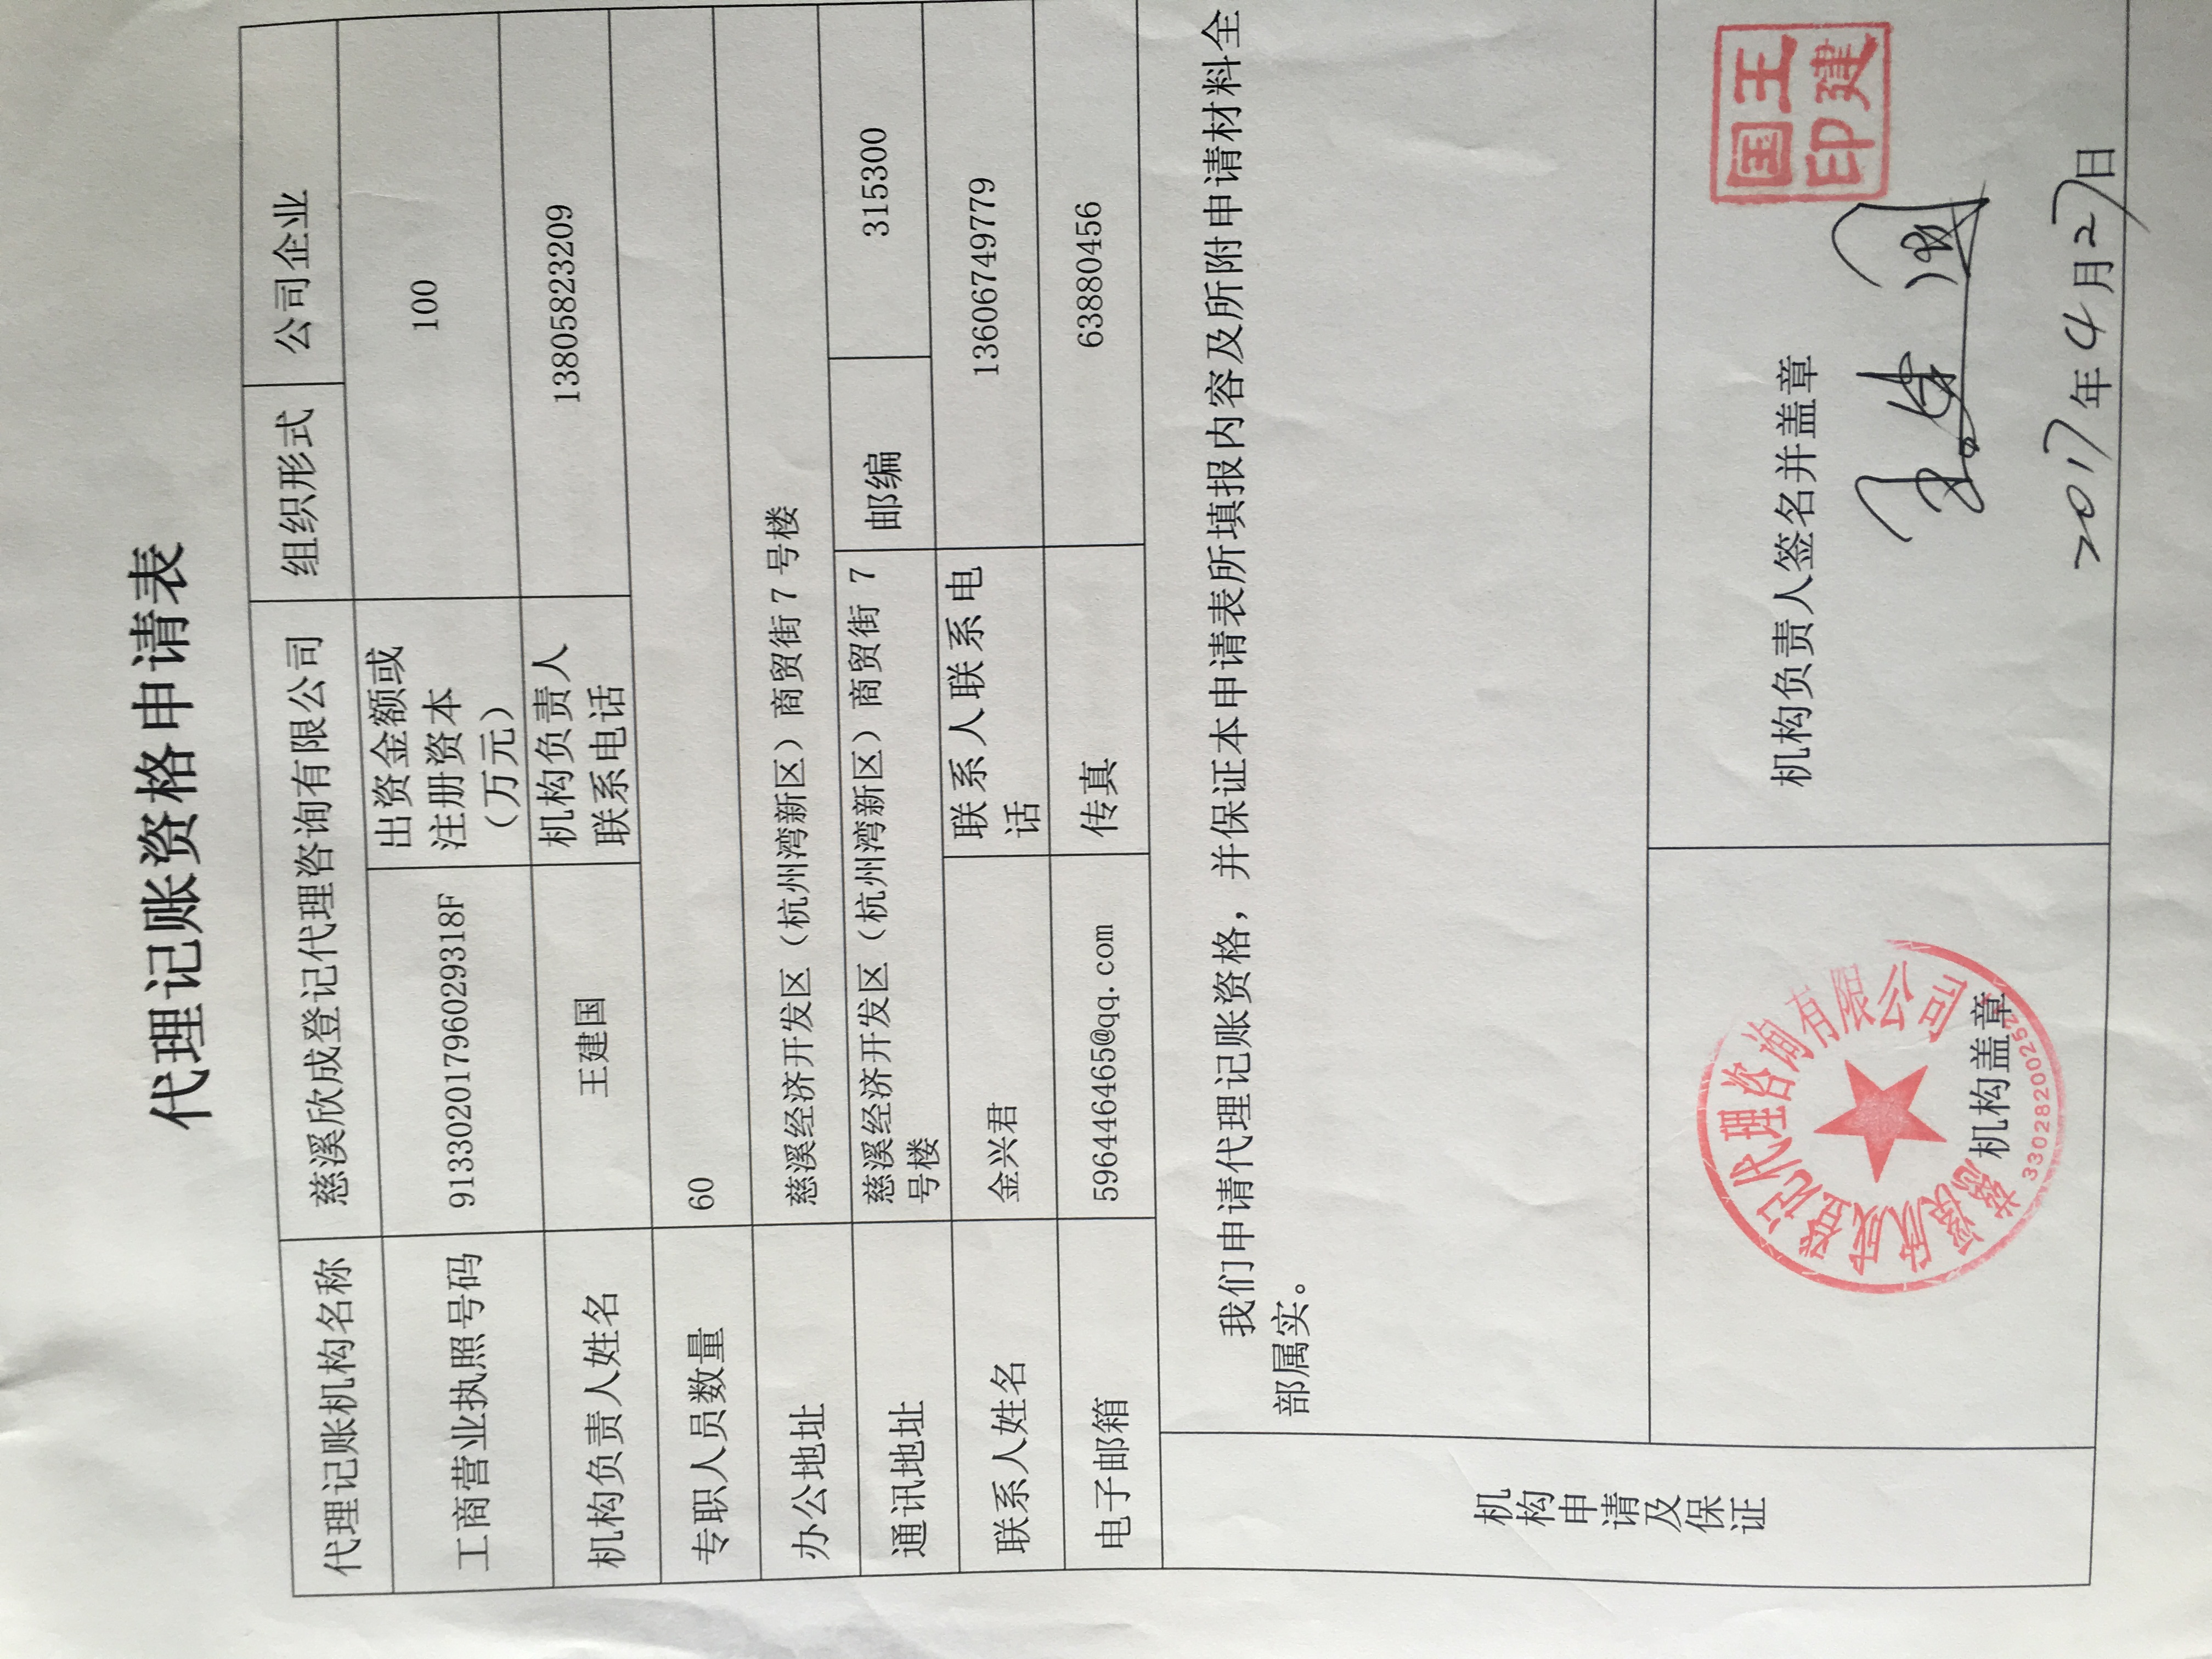 代理记账资格申请表
代理记账机构名称 慈溪欣成登记代理咨询有限公司 组织形式 公司企业
工商营业执照号码 91330201796029318F 出资金额或
注册资本
（万元） 100
机构负责人姓名 王建国 机构负责人
联系电话 13805823209
专职人员数量 60
办公地址 慈溪经济开发区（杭州湾新区）商贸街7号楼
通讯地址 慈溪经济开发区（杭州湾新区）商贸街 7
号楼 邮编 315300
联系人姓名 金兴君 联系人联系电
话 13606749779
电子邮箱 596446465@qq.com 传真 63880456
机构申请及保证
我们申请代理记账资格，并保证本申请表所填报内容及所附申请材料全
部属实。
慈溪欣成登记代理咨询有限公司
机构盖章
机构负责人签名并盖章
王建
国印
王建国
2017年4月27日